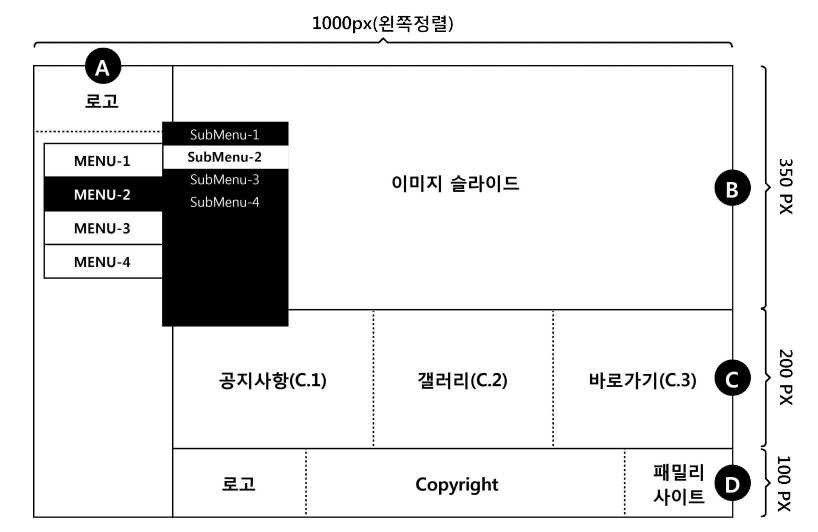 1000px(왼쪽정렬)
A
로고
MENU-1
MENU-2
MENU-3
MENU-4
SubMenu-1
SubMenu-2
SubMenu-3
SubMenu-4
이미지 슬라이드
B
350 PX
공지사항(C.1)
갤러리(C.2)
바로가기(C.3)
C
200 PX
로고
Copyright
패밀리
사이트
D
100 PX